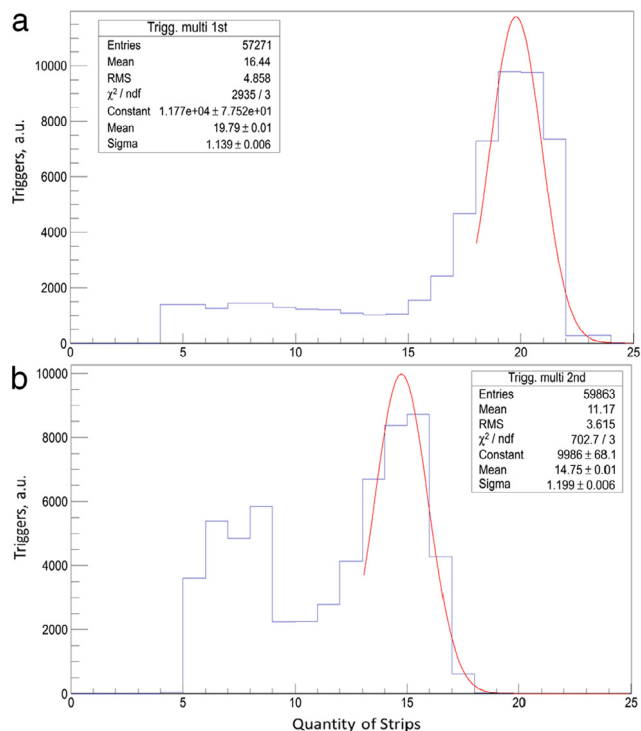 a
Trigg. multi 1st
Entries 57271
Mean 16.44
RMS 4.858
χ² / ndf 2935 / 3
Constant 1.177e+04 ± 7.752e+01
Mean 19.79 ± 0.01
Sigma 1.139 ± 0.006
Triggers, a.u.
10000
8000
6000
4000
2000
0
0 5 10 15 20 25
b
Trigg. multi 2nd
Entries 59863
Mean 11.17
RMS 3.615
χ² / ndf 702.7 / 3
Constant 9986 ± 68.1
Mean 14.75 ± 0.01
Sigma 1.199 ± 0.006
Triggers, a.u.
10000
8000
6000
4000
2000
0
0 5 10 15 20 25
Quantity of Strips